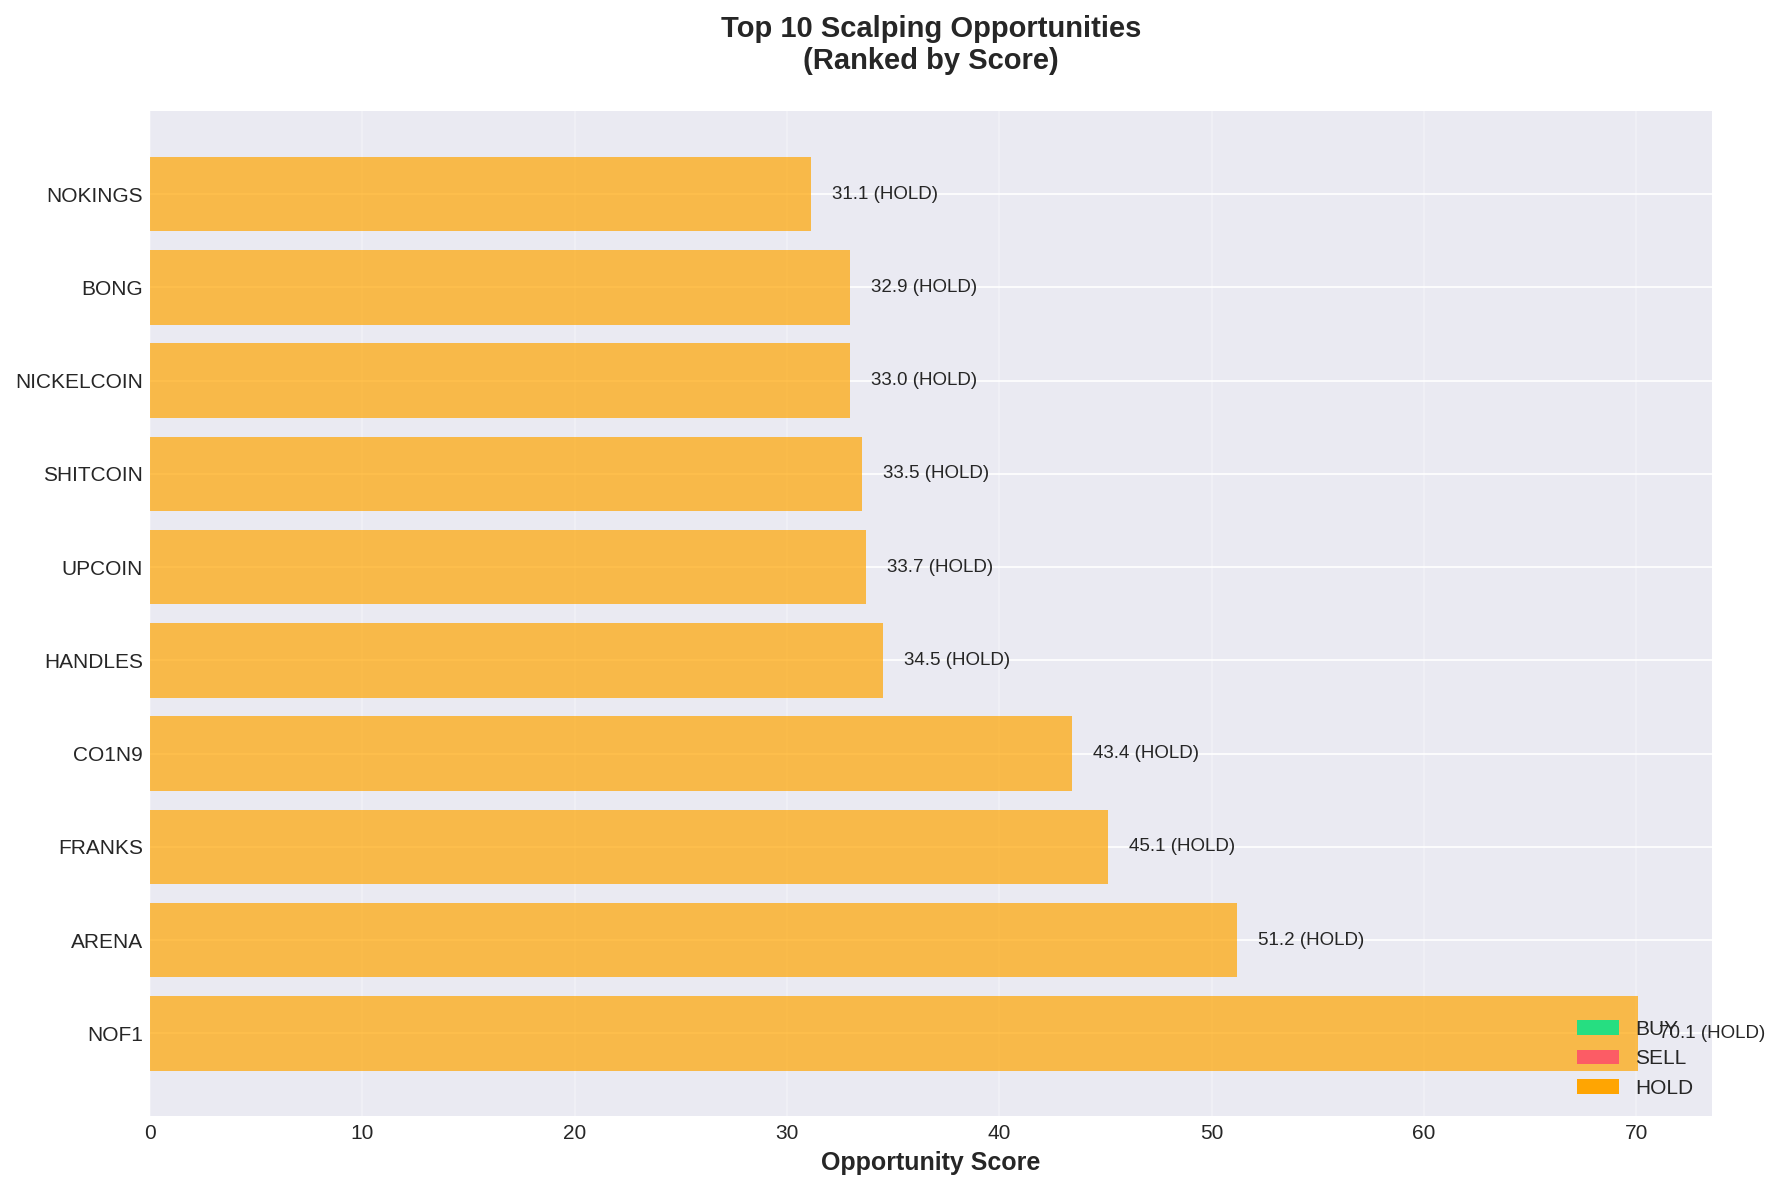 Top 10 Scalping Opportunities
(Ranked by Score)
NOKINGS
31.1 (HOLD)
BONG
32.9 (HOLD)
NICKELCOIN
33.0 (HOLD)
SHITCOIN
33.5 (HOLD)
UPCOIN
33.7 (HOLD)
HANDLES
34.5 (HOLD)
CO1N9
43.4 (HOLD)
FRANKS
45.1 (HOLD)
ARENA
51.2 (HOLD)
NOF1
70.1 (HOLD)
BUY
SELL
HOLD
0 10 20 30 40 50 60 70
Opportunity Score